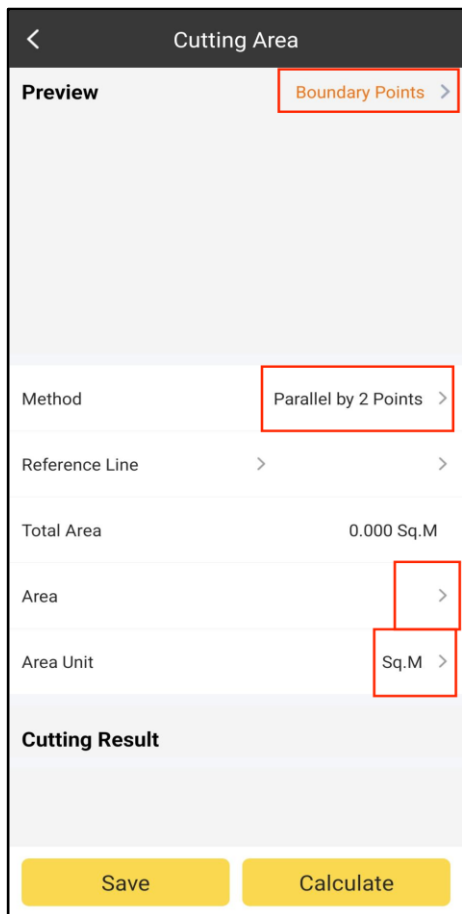 Cutting Area
Preview Boundary Points
Method Parallel by 2 Points
Reference Line
Total Area 0.000 Sq.M
Area
Area Unit Sq.M
Cutting Result
Save Calculate